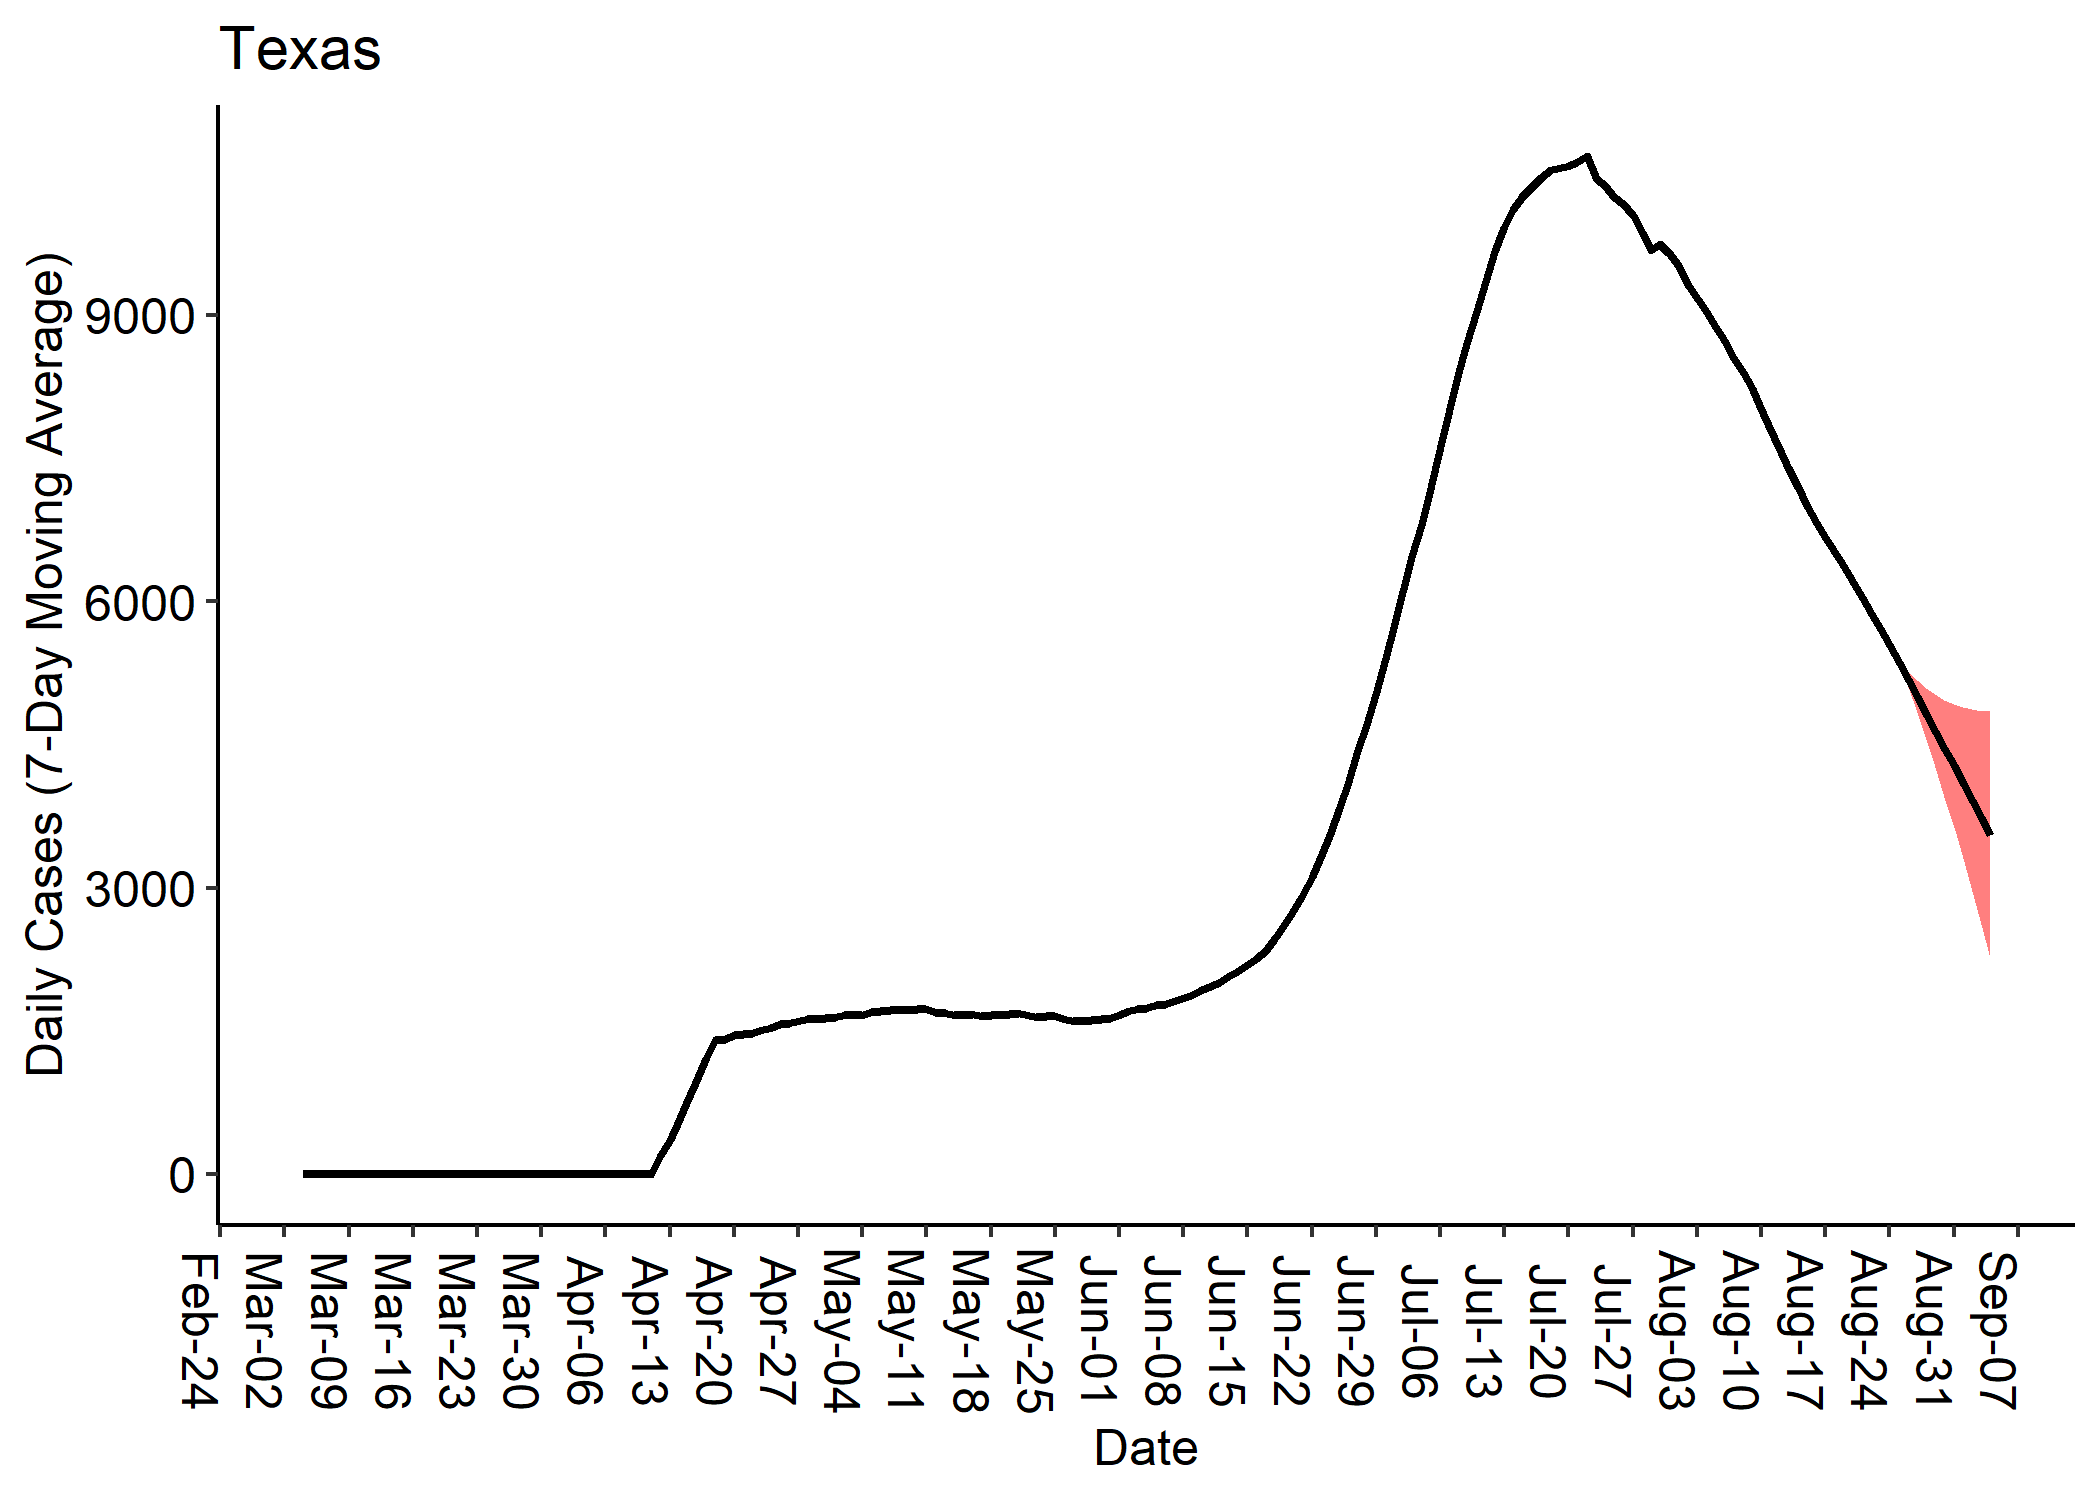 Texas
Daily Cases (7-Day Moving Average)
9000
6000
3000
0
Feb-24
Mar-02
Mar-09
Mar-16
Mar-23
Mar-30
Apr-06
Apr-13
Apr-20
Apr-27
May-04
May-11
May-18
May-25
Jun-01
Jun-08
Jun-15
Jun-22
Jun-29
Jul-06
Jul-13
Jul-20
Jul-27
Aug-03
Aug-10
Aug-17
Aug-24
Aug-31
Sep-07
Date